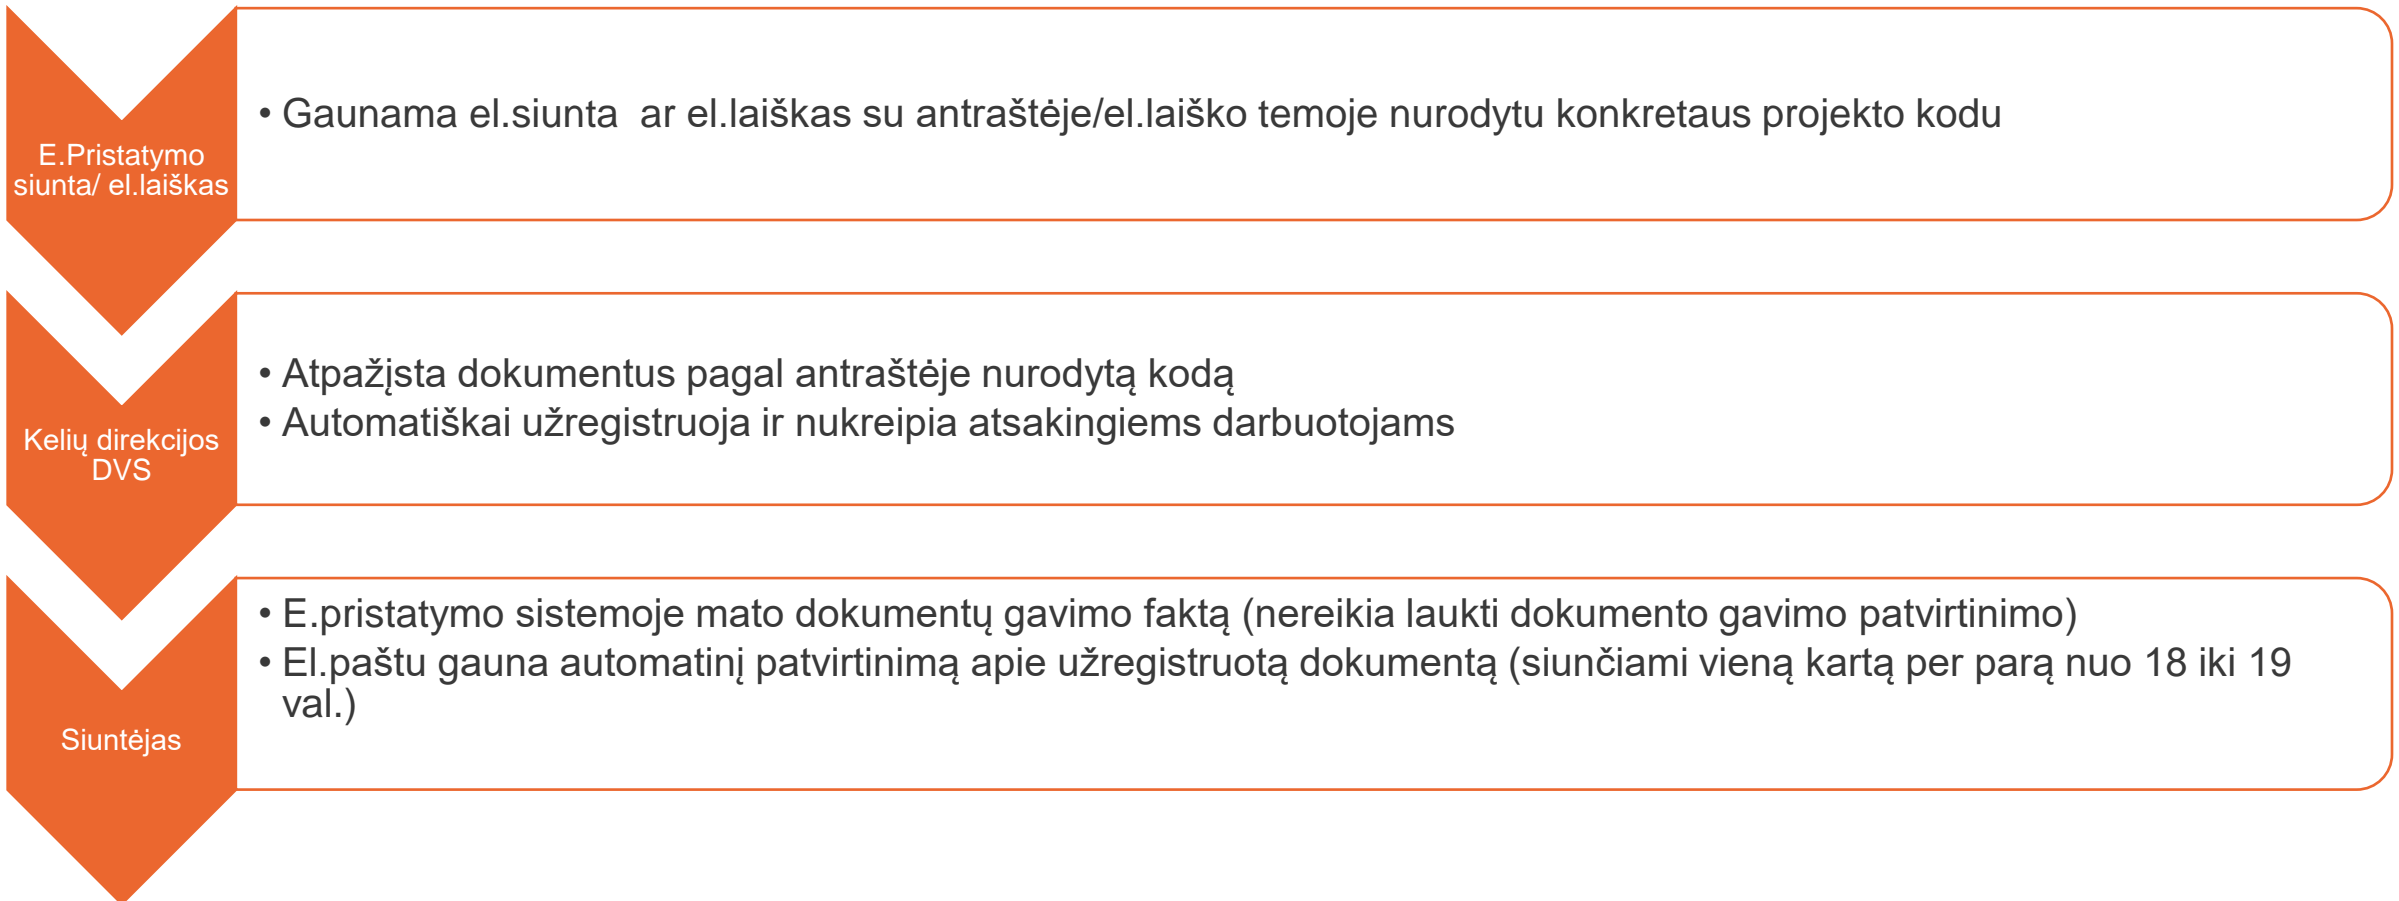 E.Pristatymo
siunta/ el.laiškas
• Gaunama el.siunta  ar el.laiškas su antraštėje/el.laiško temoje nurodytu konkretaus projekto kodu
Kelių direkcijos
DVS
• Atpažįsta dokumentus pagal antraštėje nurodytą kodą
• Automatiškai užregistruoja ir nukreipia atsakingiems darbuotojams
Siuntėjas
• E.pristatymo sistemoje mato dokumentų gavimo faktą (nereikia laukti dokumento gavimo patvirtinimo)
• El.paštu gauna automatinį patvirtinimą apie užregistruotą dokumentą (siunčiami vieną kartą per parą nuo 18 iki 19
val.)